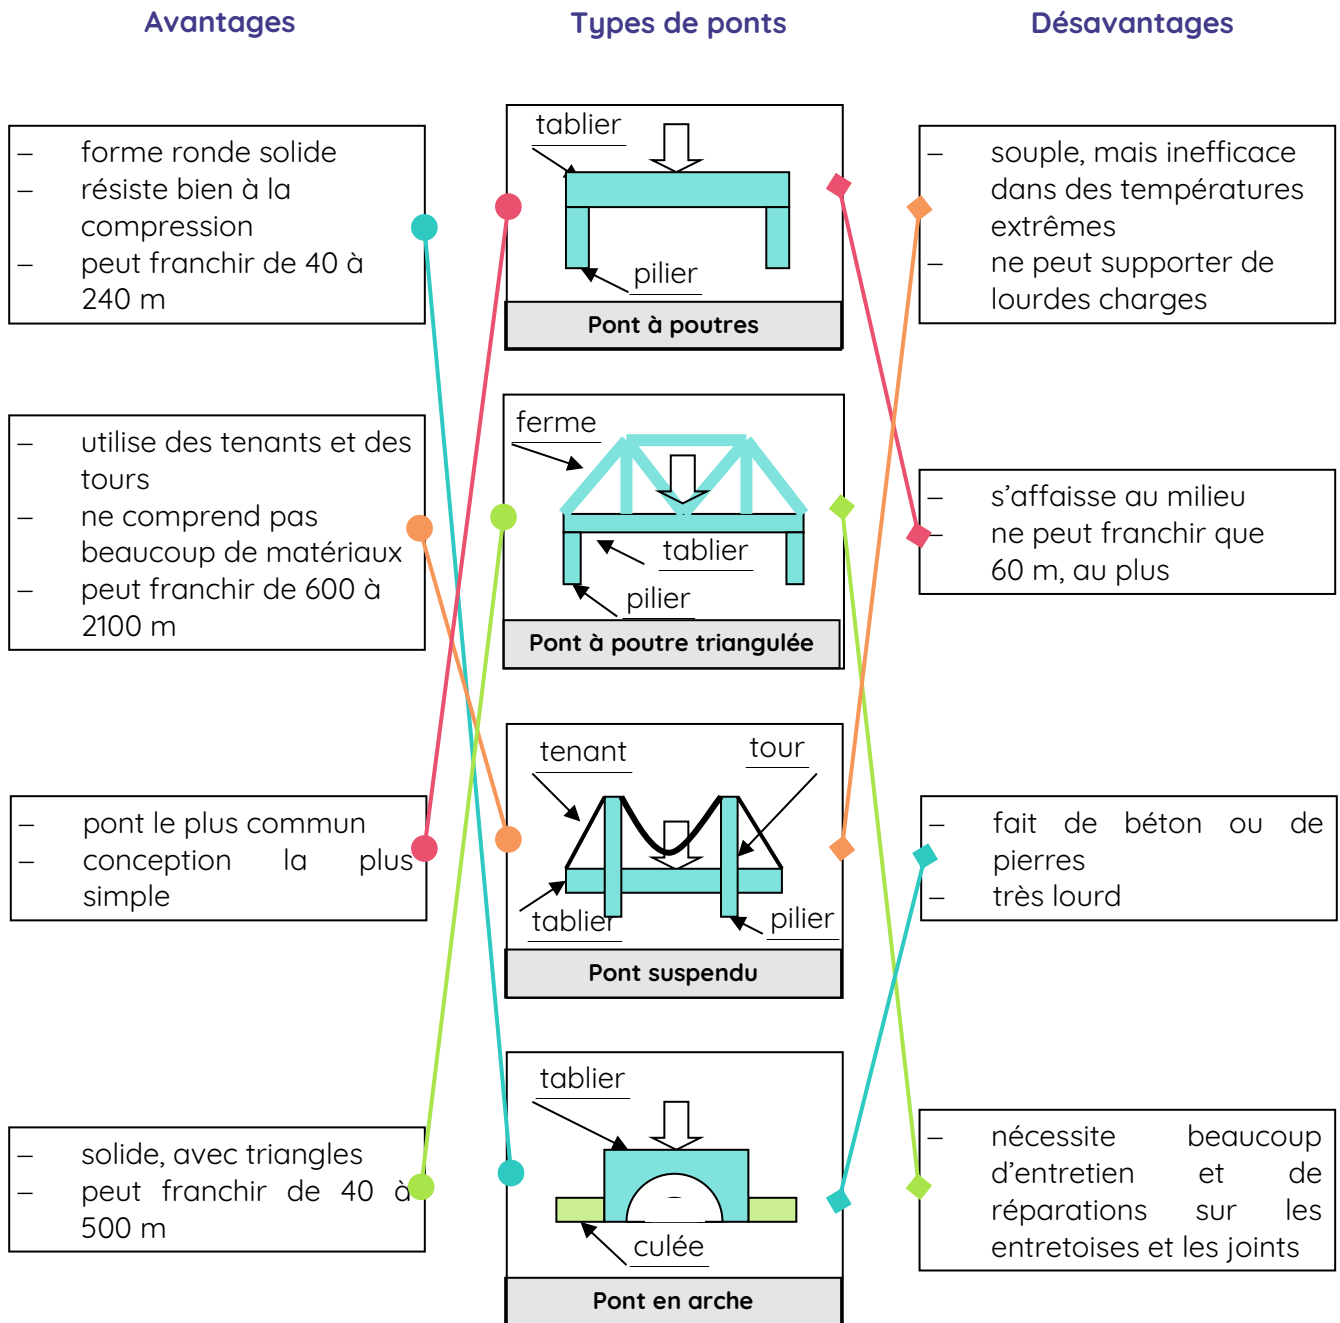 Avantages
Types de ponts
Désavantages
– forme ronde solide
– résiste bien à la
compression
– peut franchir de 40 à
240 m
– utilise des tenants et des
tours
– ne comprend pas
beaucoup de matériaux
– peut franchir de 600 à
2100 m
– pont le plus commun
– conception la plus
simple
– solide, avec triangles
– peut franchir de 40 à
500 m
tablier
pilier
Pont à poutres
ferme
tablier
pilier
Pont à poutre triangulée
tenant
tour
tablier
pilier
Pont suspendu
tablier
culée
Pont en arche
– souple, mais inefficace
dans des températures
extrêmes
– ne peut supporter de
lourdes charges
– s’affaisse au milieu
– ne peut franchir que
60 m, au plus
– fait de béton ou de
pierres
– très lourd
– nécessite beaucoup
d’entretien et de
réparations sur les
entretoises et les joints